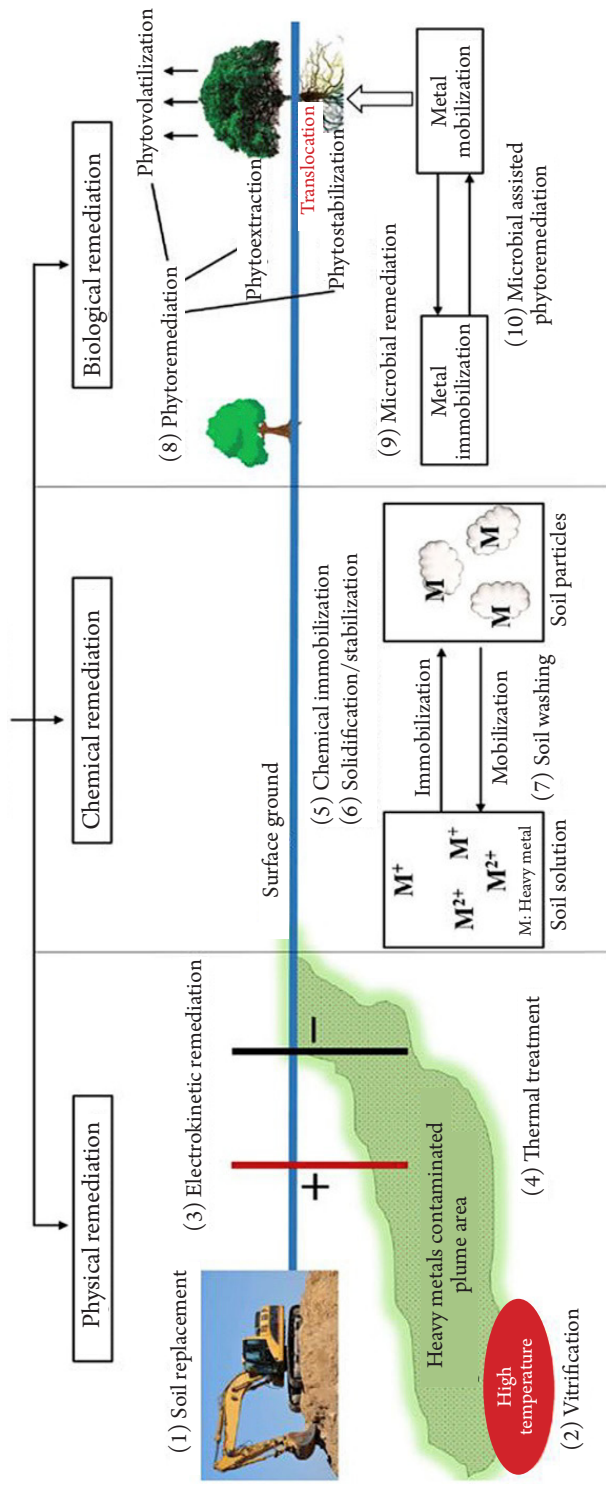 Physical remediation
Chemical remediation
Biological remediation
(1) Soil replacement
(3) Electrokinetic remediation
+
−
Heavy metals contaminated
plume area
High
temperature
(2) Vitrification
(4) Thermal treatment
Surface ground
(5) Chemical immobilization
(6) Solidification/stabilization
M⁺
M²⁺
M⁺
M²⁺
M: Heavy metal
Soil solution
Immobilization
Mobilization
(7) Soil washing
M
M
M
Soil particles
(8) Phytoremediation
Phytovolatilization
Phytoextraction
Translocation
Phytostabilization
(9) Microbial remediation
Metal
immobilization
Metal
mobilization
(10) Microbial assisted
phytoremediation